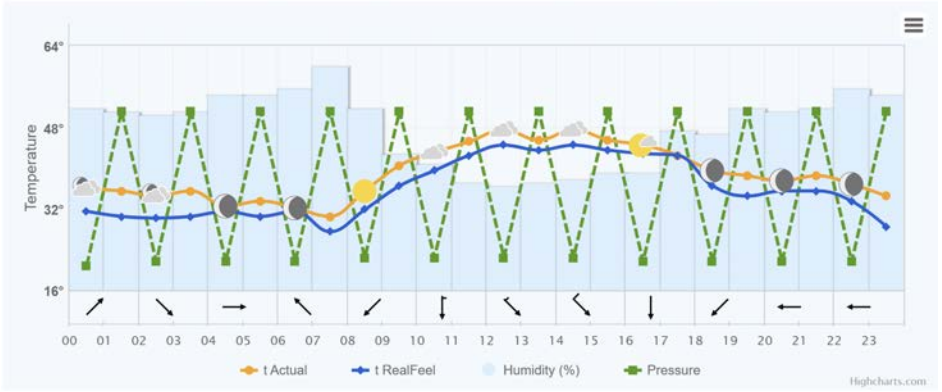 64°
48°
32°
16°
Temperature
00 01 02 03 04 05 06 07 08 09 10 11 12 13 14 15 16 17 18 19 20 21 22 23
t Actual t RealFeel Humidity (%) Pressure
Highcharts.com